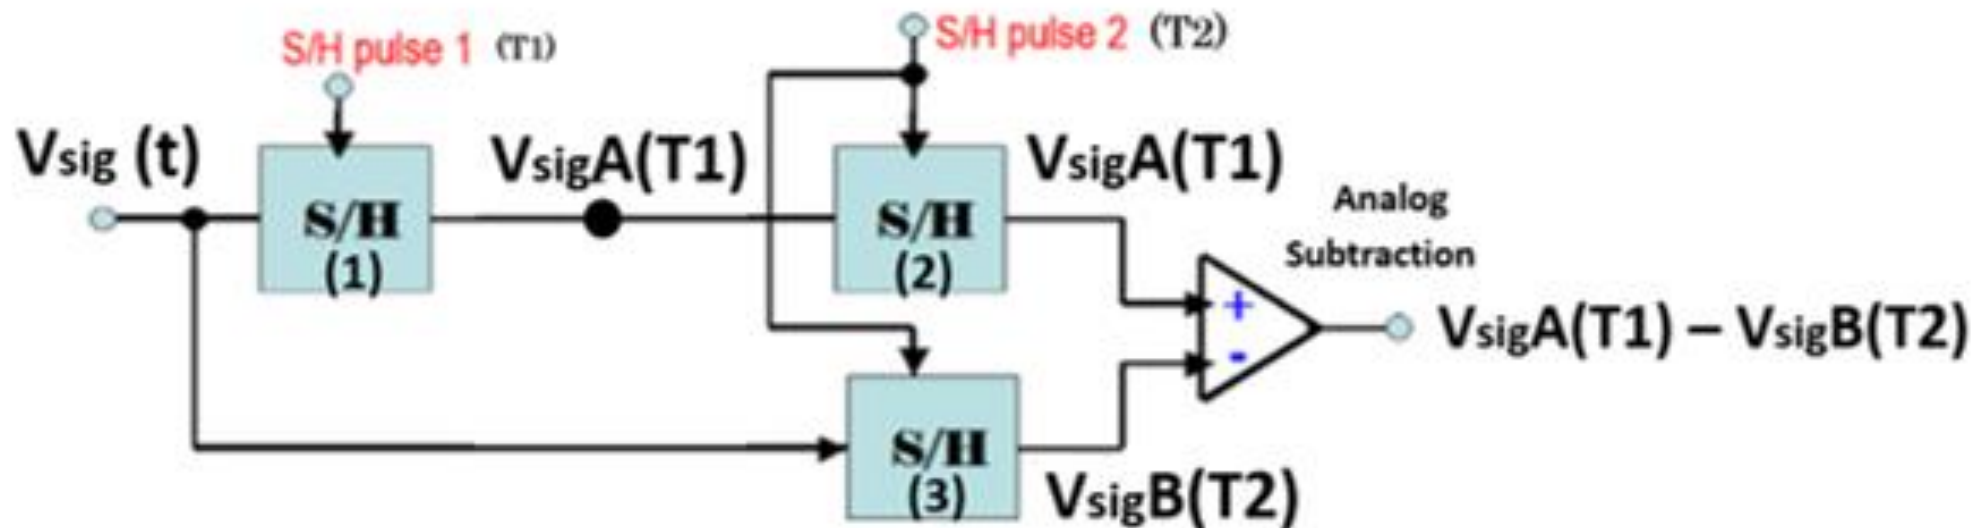 S/H pulse 1 (T1)
S/H pulse 2 (T2)
Vsig (t)
S/H
(1)
VsigA(T1)
S/H
(2)
VsigA(T1)
Analog
Subtraction
+
-
VsigA(T1) – VsigB(T2)
S/H
(3)
VsigB(T2)